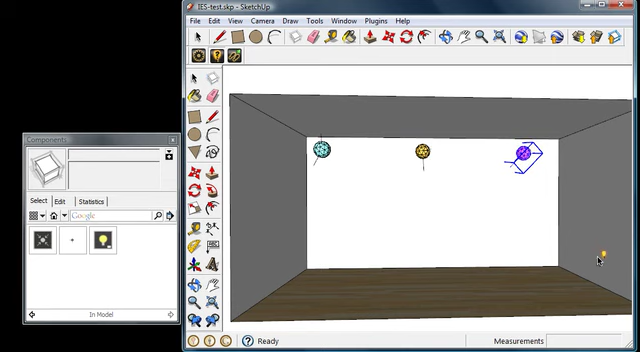 IES-test.skp - SketchUp
File Edit View Camera Draw Tools Window Plugins Help
Components
Select Edit Statistics
Google
In Model
Ready
Measurements